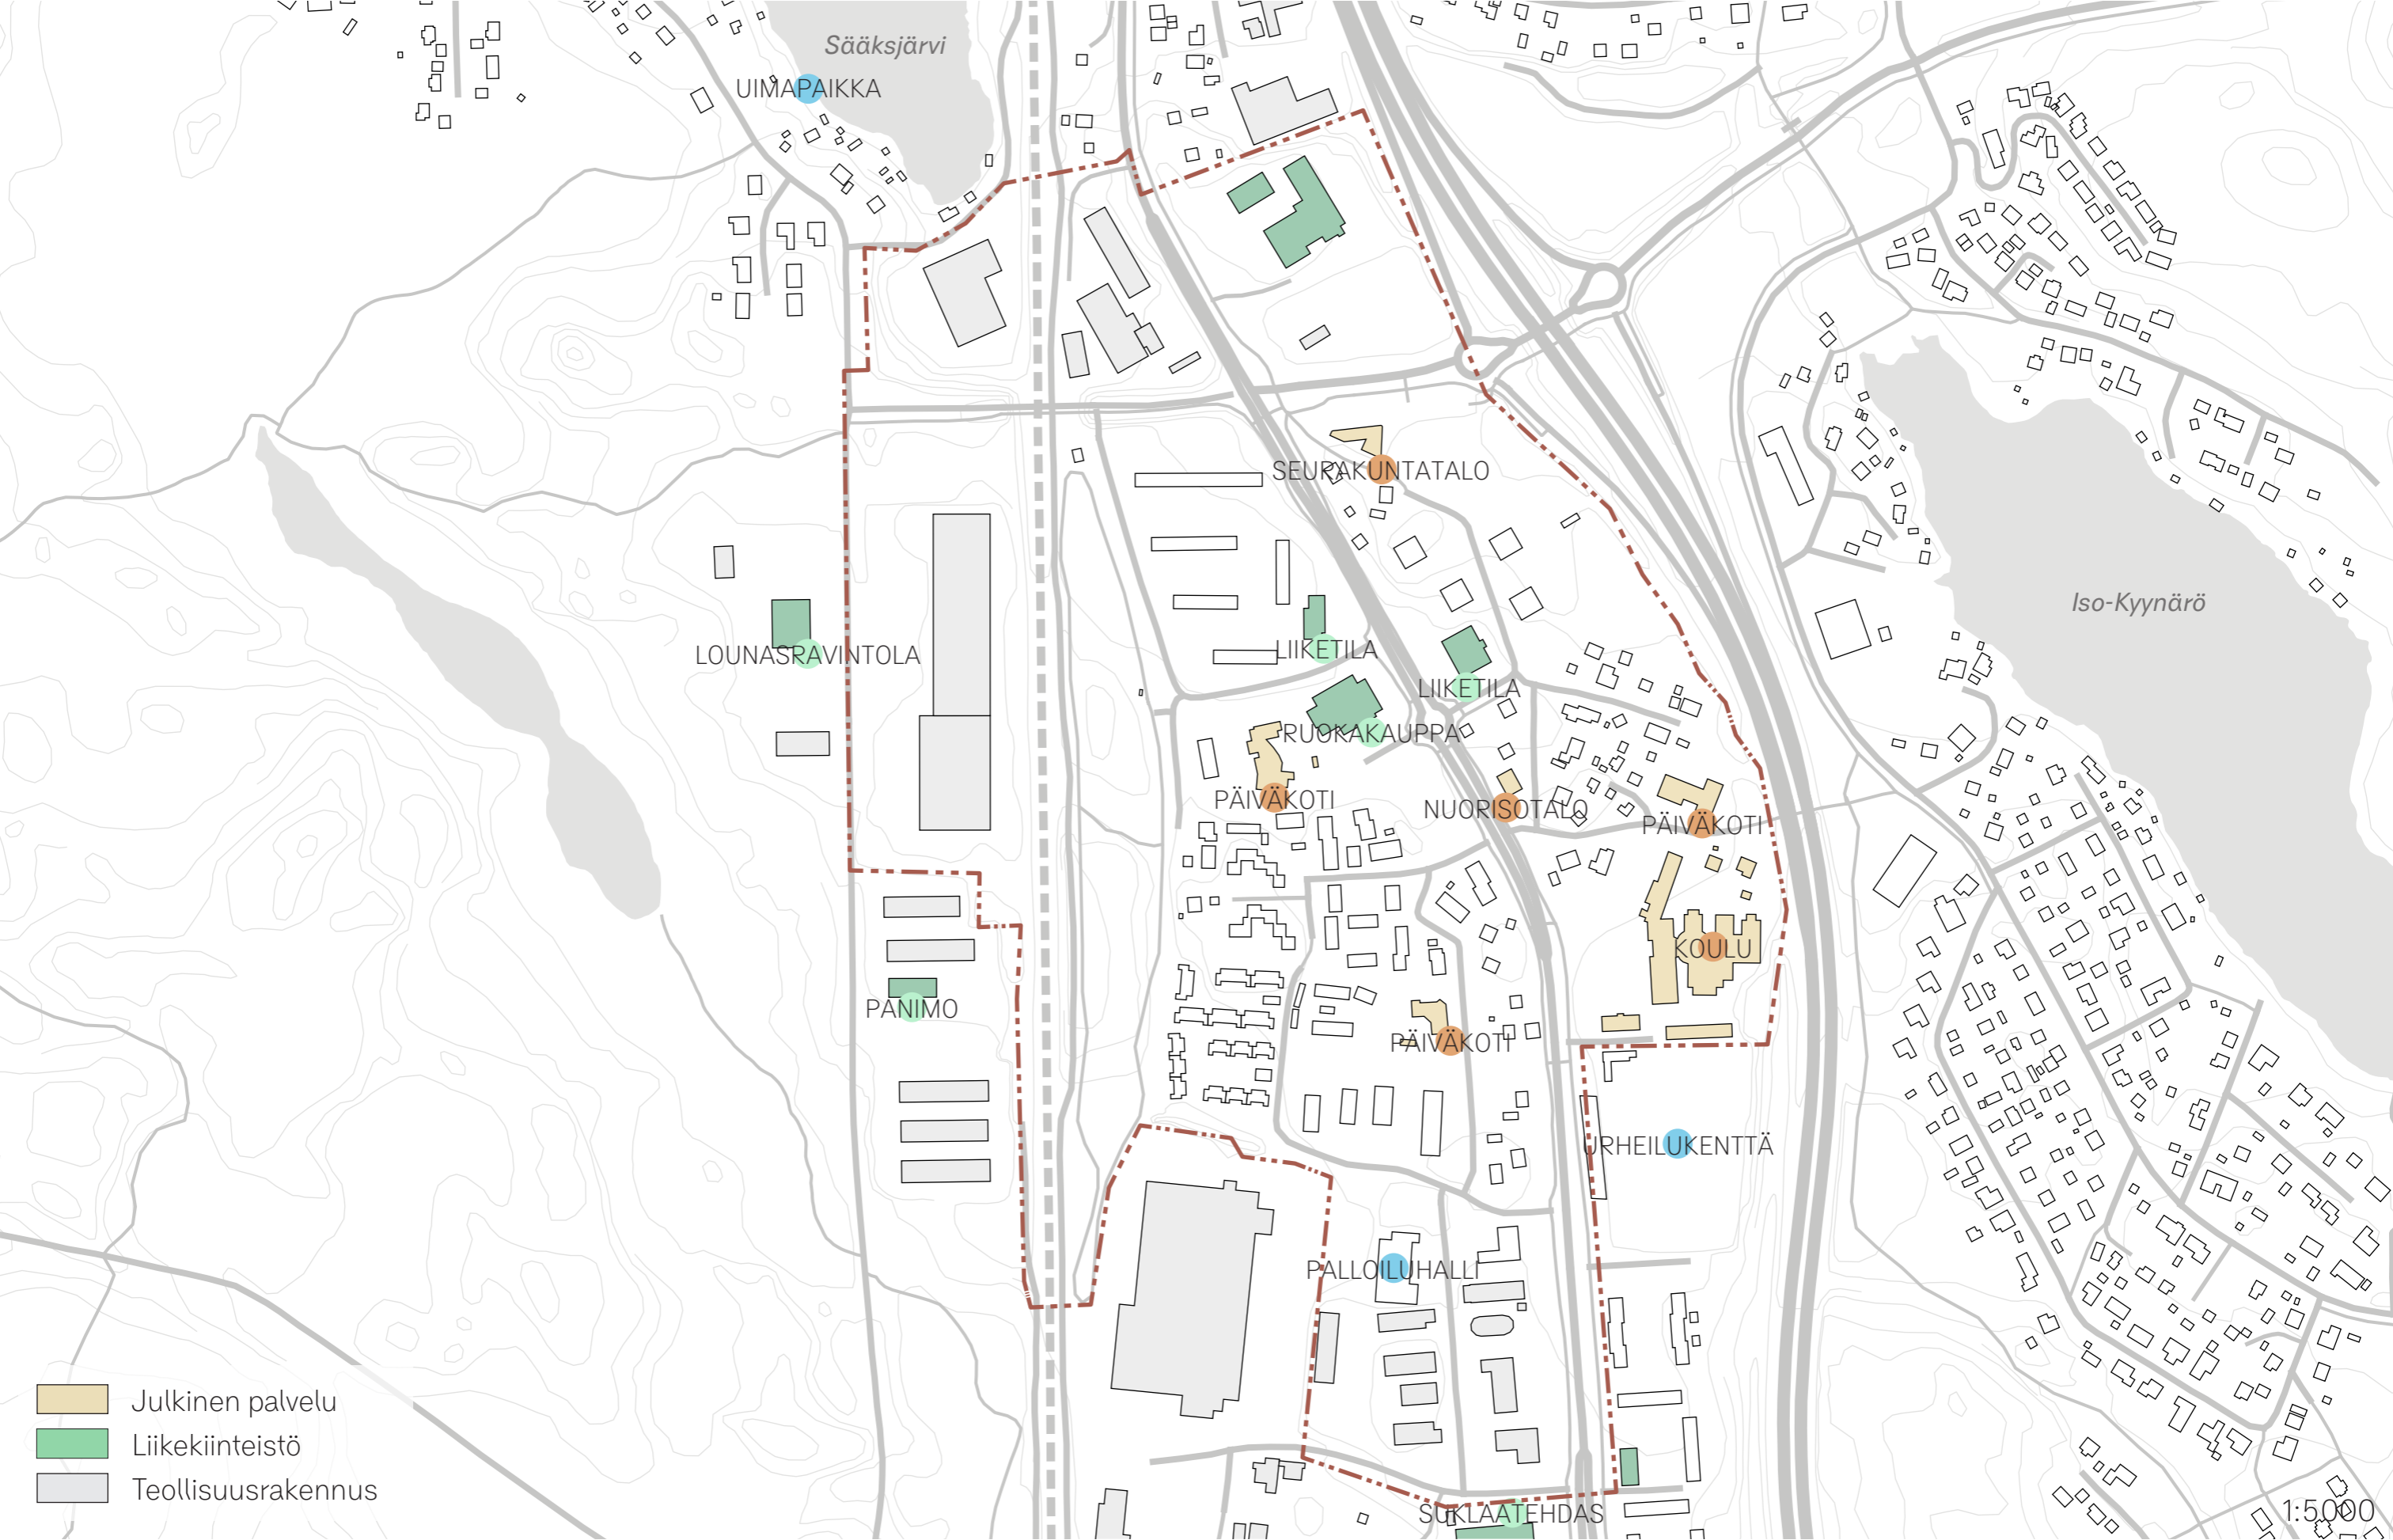 Sääksjärvi
UIMAPAIKKA
SEURAKUNTATALO
Iso-Kyynärö
LIIKETILA
LOUNASRAVINTOLA
LIIKETILA
RUOKAKAUPPA
PÄIVÄKOTI
NUORISOTALO
PÄIVÄKOTI
KOULU
PANIMO
PÄIVÄKOTI
URHEILUKENTTÄ
PALLOILUHALLI
Julkinen palvelu
Liikekiinteistö
Teollisuusrakennus
SUKLAATEHDAS
1:5000